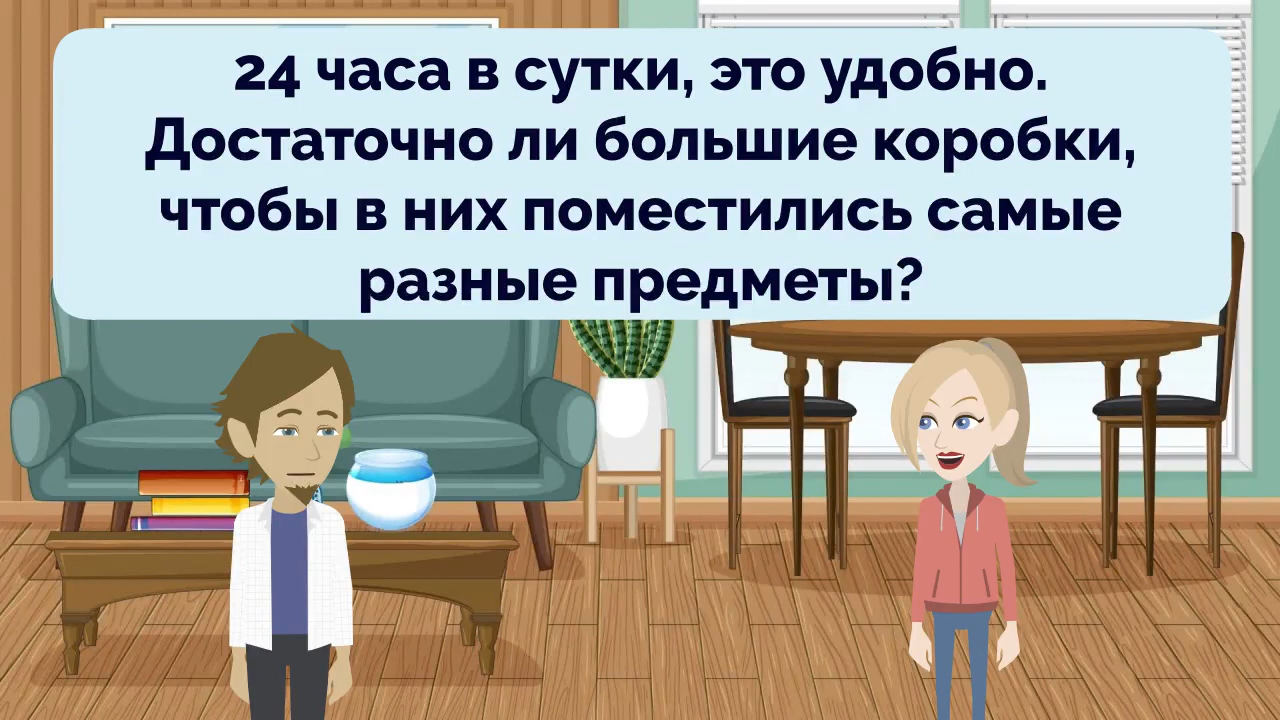 24 часа в сутки, это удобно.
Достаточно ли большие коробки,
чтобы в них поместились самые
разные предметы?